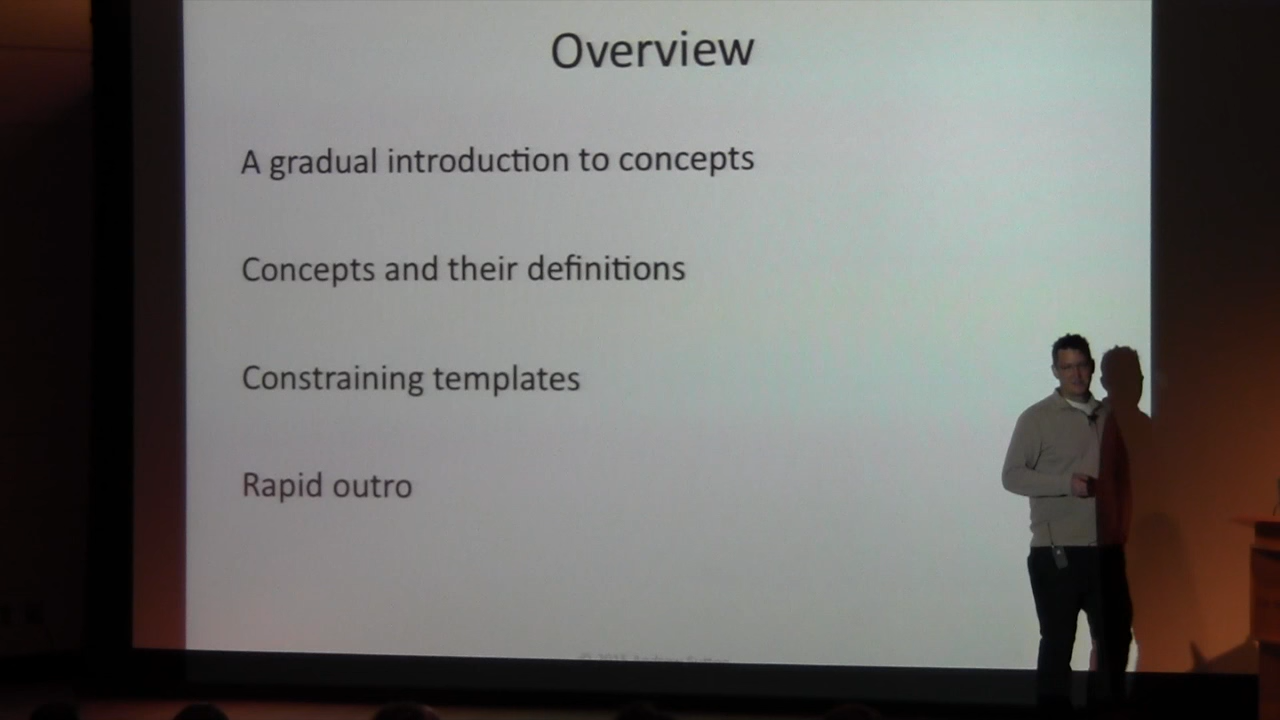 Overview
A gradual introduction to concepts
Concepts and their definitions
Constraining templates
Rapid outro